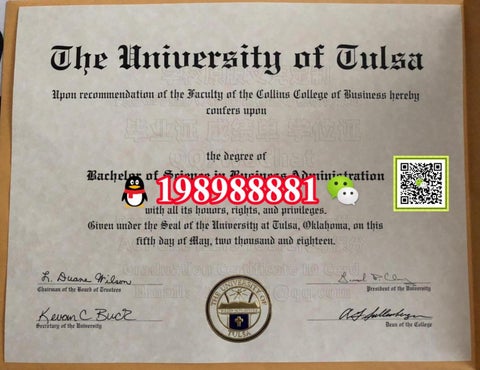 The University of Tulsa
Upon recommendation of the Faculty of the Collins College of Business hereby
confers upon
the degree of
Bachelor of Science in Business Administration
198988881
with all its honors, rights, and privileges.
Given under the Seal of the University at Tulsa, Oklahoma, on this
fifth day of May, two thousand and eighteen.
L. Duane Wilson
Chairman of the Board of Trustees
President of the University
Kevan C. Buck
Secretary of the University
Dean of the College
THE UNIVERSITY OF
TULSA